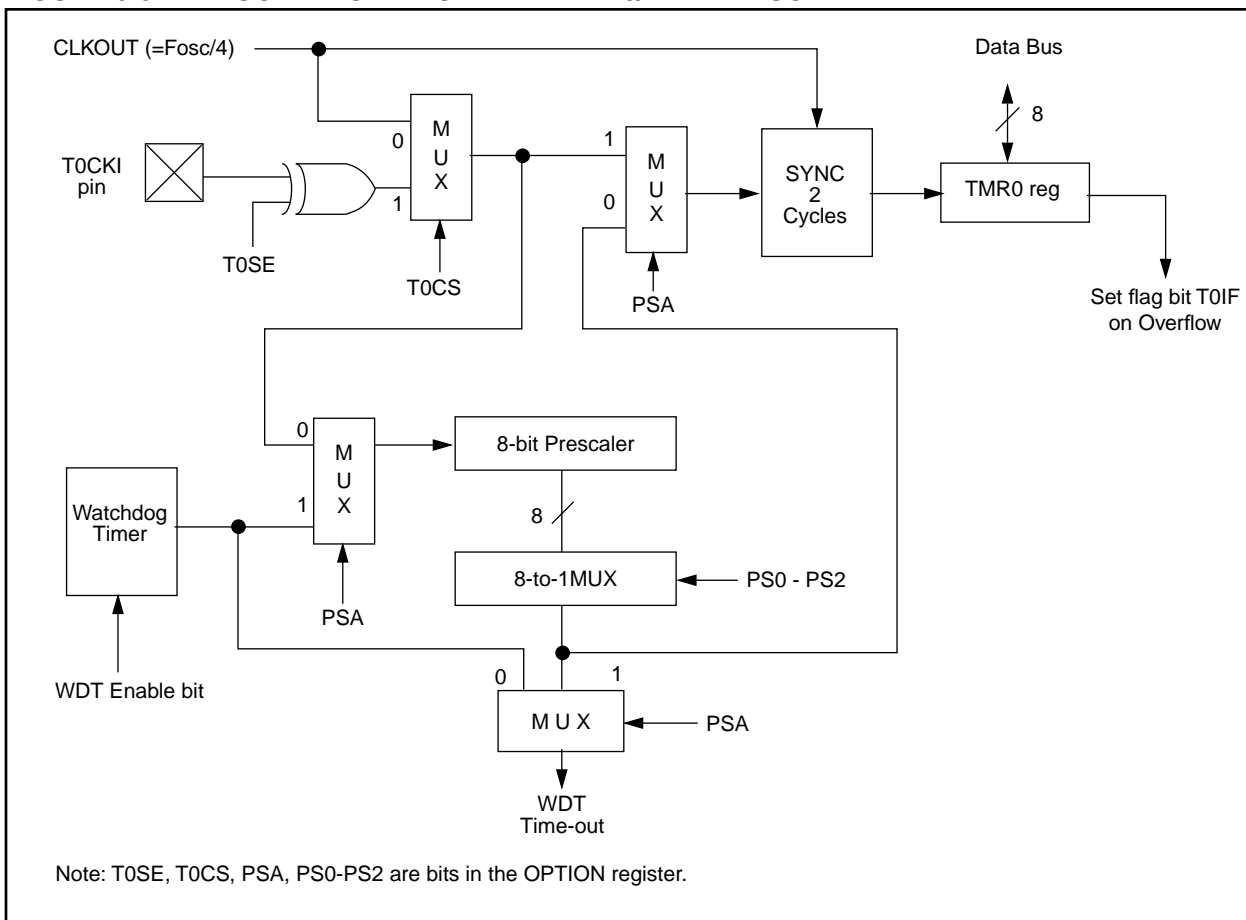 CLKOUT (=Fosc/4)
Data Bus
8
T0CKI
pin
T0SE
0
1
M
U
X
T0CS
1
0
M
U
X
PSA
SYNC
2
Cycles
TMR0 reg
Set flag bit T0IF
on Overflow
0
1
M
U
X
PSA
8-bit Prescaler
8
8-to-1MUX
PS0 - PS2
Watchdog
Timer
WDT Enable bit
0
1
M U X
PSA
WDT
Time-out
Note: T0SE, T0CS, PSA, PS0-PS2 are bits in the OPTION register.